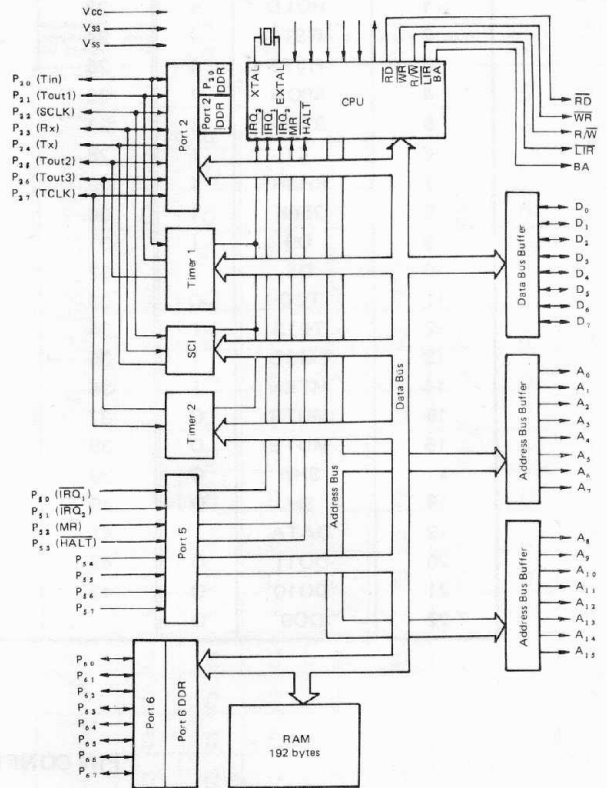 Vcc
Vss
Vss
P20 (Tin)
P21 (Tout1)
P22 (SCLK)
P23 (Rx)
P24 (Tx)
P25 (Tout2)
P26 (Tout3)
P27 (TCLK)
Port 2
P20 DDR
Port 2 DDR
XTAL
EXTAL
IRQ3
IRQ1
IRQ2
MR
HALT
CPU
RD
WR
R/W
LIR
BA
RD
WR
R/W
LIR
BA
Timer 1
SCI
Timer 2
Data Bus
Address Bus
Data Bus Buffer
D0
D1
D2
D3
D4
D5
D6
D7
Address Bus Buffer
A0
A1
A2
A3
A4
A5
A6
A7
P50 (IRQ1)
P51 (IRQ2)
P52 (MR)
P53 (HALT)
P54
P55
P56
P57
Port 5
Address Bus Buffer
A8
A9
A10
A11
A12
A13
A14
A15
P60
P61
P62
P63
P64
P65
P66
P67
Port 6
Port 6 DDR
RAM
192 bytes